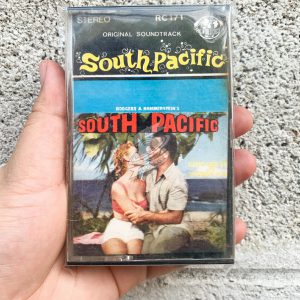 STEREO RC171
ORIGINAL SOUNDTRACK
South Pacific
RODGERS & HAMMERSTEIN'S
SOUTH PACIFIC